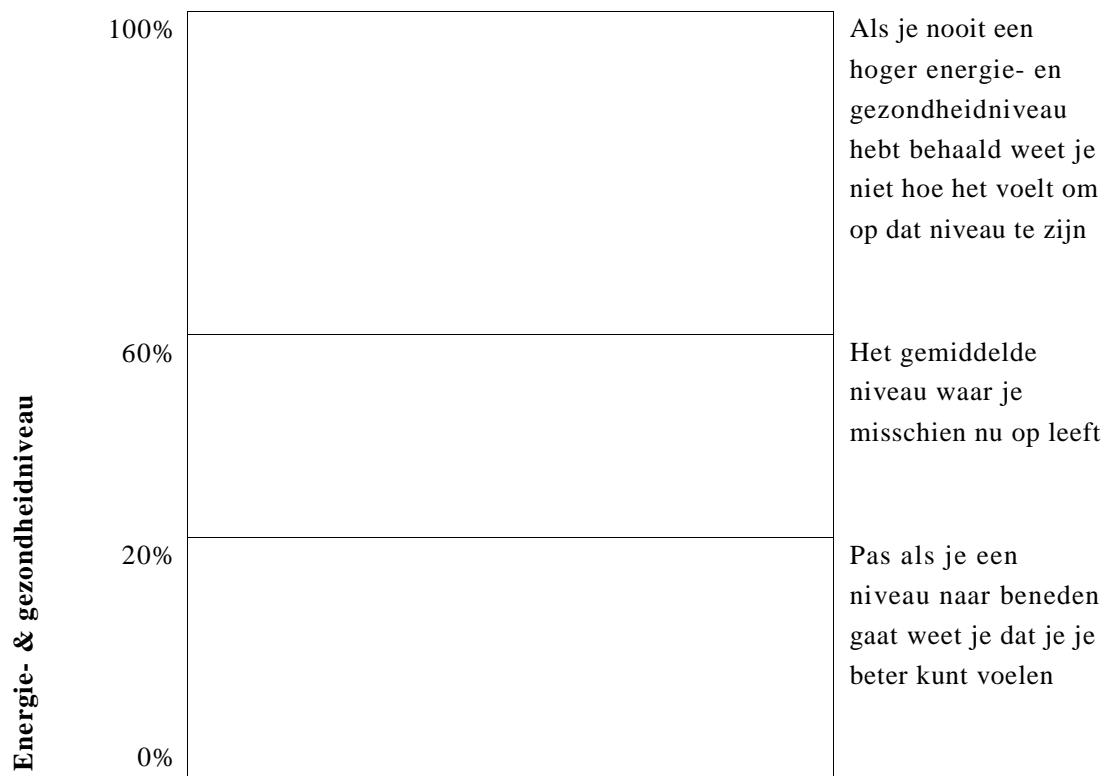 100%
Als je nooit een
hoger energie- en
gezondheidniveau
hebt behaald weet je
niet hoe het voelt om
op dat niveau te zijn
60%
Het gemiddelde
niveau waar je
misschien nu op leeft
Energie- & gezondheidniveau
20%
Pas als je een
niveau naar beneden
gaat weet je dat je je
beter kunt voelen
0%